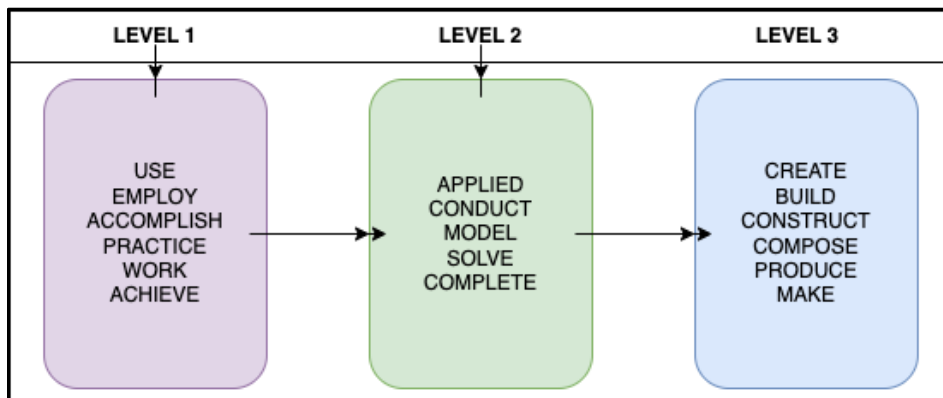 LEVEL 1
LEVEL 2
LEVEL 3
USE
EMPLOY
ACCOMPLISH
PRACTICE
WORK
ACHIEVE
APPLIED
CONDUCT
MODEL
SOLVE
COMPLETE
CREATE
BUILD
CONSTRUCT
COMPOSE
PRODUCE
MAKE